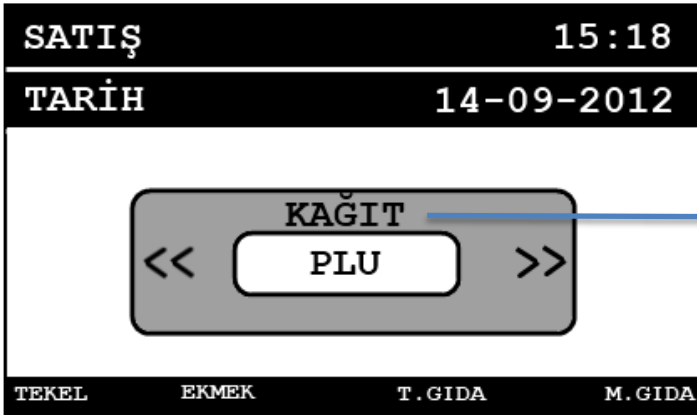 SATIŞ 15:18
TARİH 14-09-2012
KAĞIT
<< PLU >>
TEKEL EKMEK T.GIDA M.GIDA